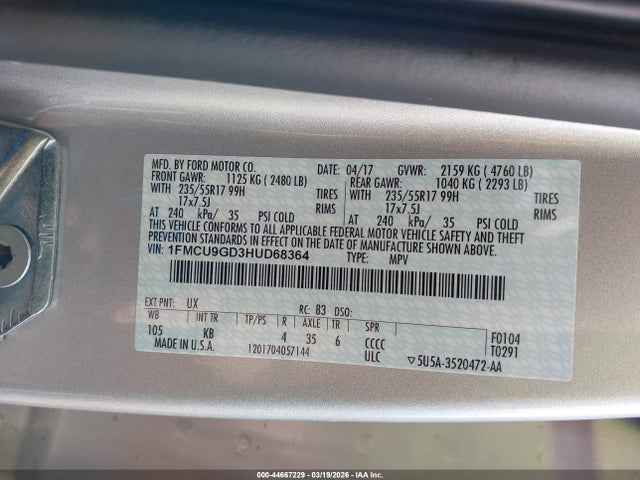 MFD. BY FORD MOTOR CO. 04/17 GVWR: 2159 KG ( 4760 LB)
FRONT GAWR: 1125 KG ( 2480 LB) REAR GAWR: 1040 KG ( 2293 LB)
WITH 235/55R17 99H TIRES WITH 235/55R17 99H TIRES
17x7.5J RIMS 17x7.5J RIMS
AT 240 kPa/ 35 PSI COLD AT 240 kPa/ 35 PSI COLD
THIS VEHICLE CONFORMS TO ALL APPLICABLE FEDERAL MOTOR VEHICLE SAFETY AND THEFT
PREVENTION STANDARDS IN EFFECT ON THE DATE OF MANUFACTURE SHOWN ABOVE.
VIN: 1FMCU9GD3HUD68364 TYPE: MPV
EXT PNT: UX RC: 83 DSO:
WB INT TR TP/PS R AXLE TR SPR F0104
105 KB 4 35 6 CCCC T0291
MADE IN U.S.A. 1201704057144 ULC ▽5U5A-3520472-AA
000-44667229 - 03/19/2026 - IAA Inc.